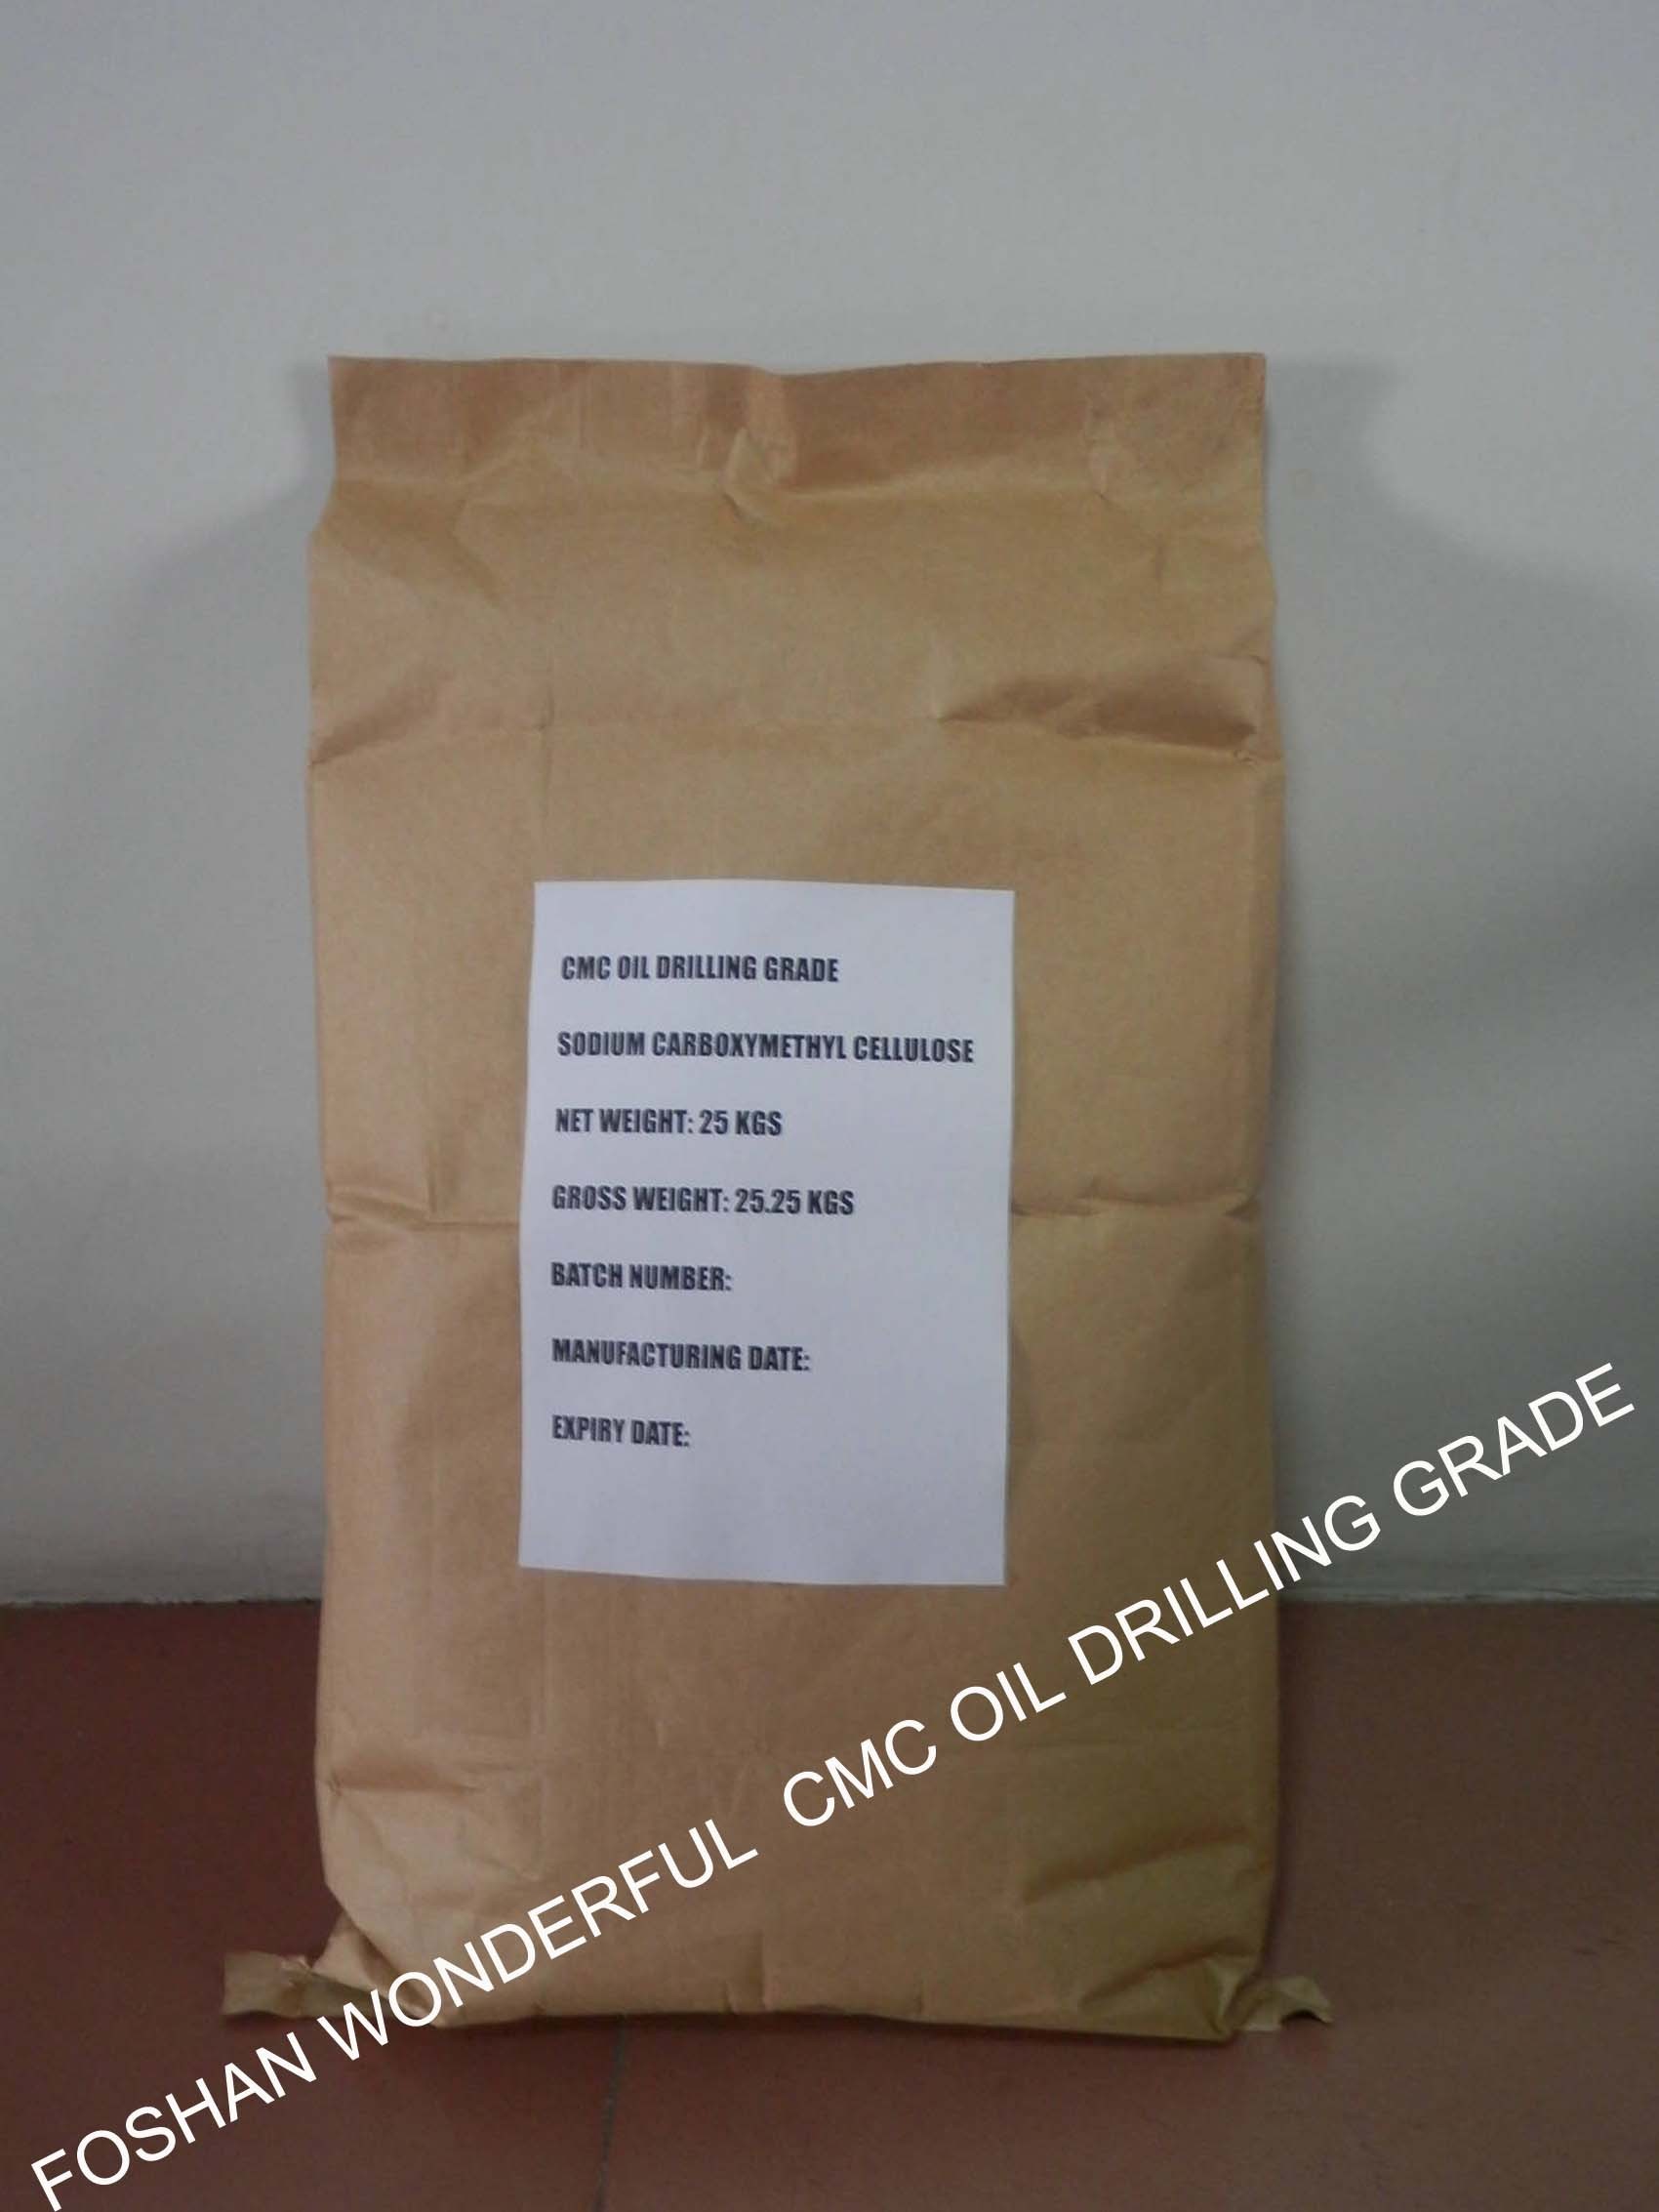 CMC OIL DRILLING GRADE
SODIUM CARBOXYMETHYL CELLULOSE
NET WEIGHT: 25 KGS
GROSS WEIGHT: 25.25 KGS
BATCH NUMBER:
MANUFACTURING DATE:
EXPIRY DATE:
FOSHAN WONDERFUL CMC OIL DRILLING GRADE